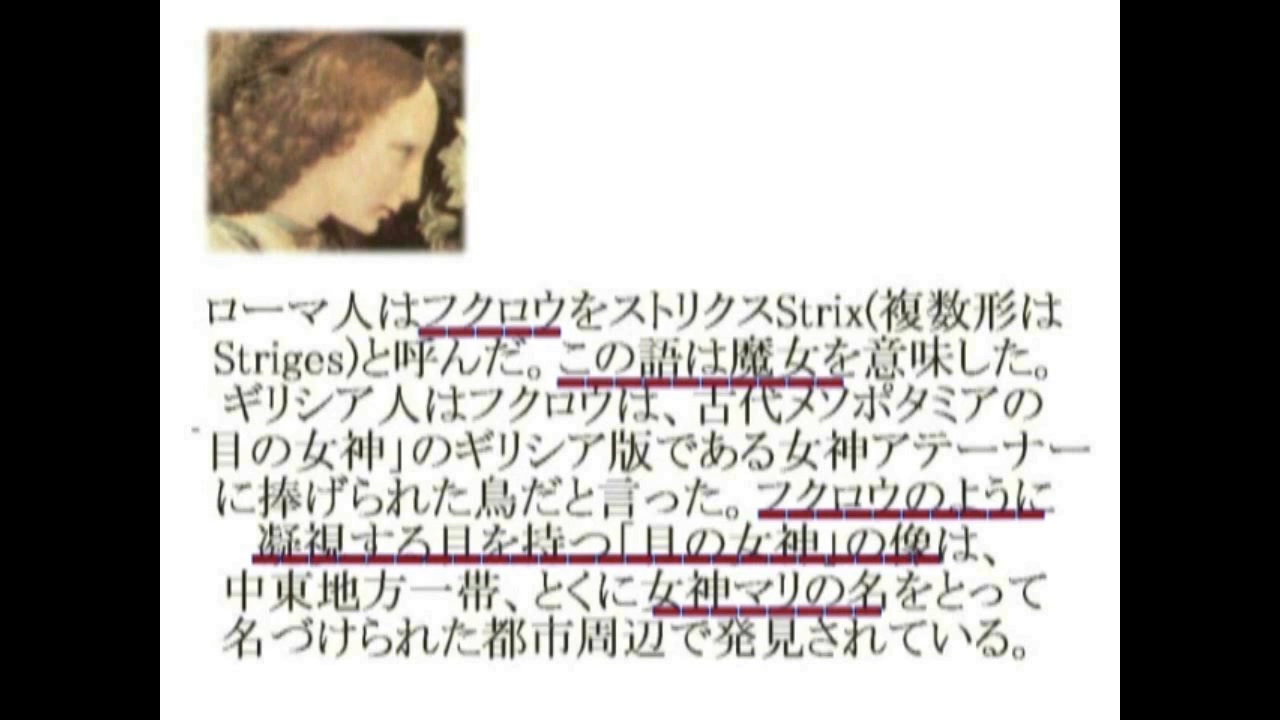 ローマ人はフクロウをストリクスStrix(複数形は
Striges)と呼んだ。この語は魔女を意味した。
ギリシア人はフクロウは、古代メソポタミアの
目の女神」のギリシア版である女神アテーナー
に捧げられた鳥だと言った。フクロウのように
凝視する目を持つ「目の女神」の像は、
中東地方一帯、とくに女神マリの名をとって
名づけられた都市周辺で発見されている。